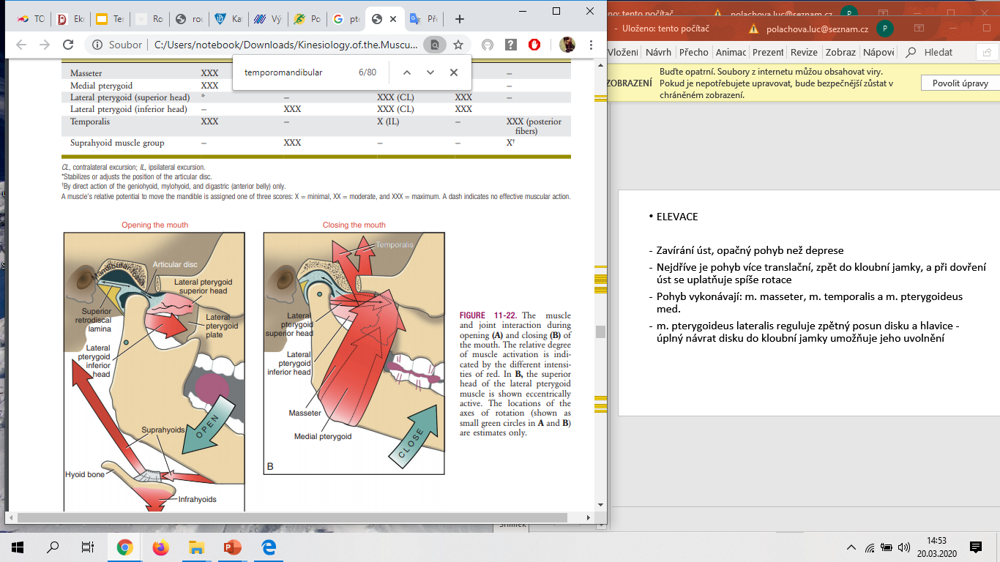 TO
Eki
Ter
Ro
rou
Ka
Vý
Po
pte
Pře
no: tento počítač
polachova.luc@seznam.cz
P
- Uloženo: tento počítač
polachova.luc@seznam.cz
P
Soubor
C:/Users/notebook/Downloads/Kinesiology.of.the.Muscu...
Vložení
Návrh
Přecho
Animac
Prezent
Revize
Zobraz
Nápově
Hledat
temporomandibular 6/80
ZOBRAZENÍ
Buďte opatrní. Soubory z internetu můžou obsahovat viry.
Pokud je nepotřebujete upravovat, bude bezpečnější zůstat v
chráněném zobrazení.
Povolit úpravy
Masseter XXX –
Medial pterygoid XXX –
Lateral pterygoid (superior head) * – XXX (CL) XXX –
Lateral pterygoid (inferior head) – XXX XXX (CL) XXX
Temporalis XXX – X (IL) – XXX (posterior
fibers)
Suprahyoid muscle group – XXX – – X†
CL, contralateral excursion; IL, ipsilateral excursion.
*Stabilizes or adjusts the position of the articular disc.
†By direct action of the geniohyoid, mylohyoid, and digastric (anterior belly) only.
A muscle's relative potential to move the mandible is assigned one of three scores: X = minimal, XX = moderate, and XXX = maximum. A dash indicates no effective muscular action.
Opening the mouth
Mandibular fossa
Articular disc
Lateral pterygoid
superior head
Superior
retrodiscal
lamina
Lateral
pterygoid
plate
Lateral
pterygoid
inferior
head
OPEN
Suprahyoids
Hyoid bone
Infrahyoids
Closing the mouth
Temporalis
Lateral
pterygoid
superior head
Lateral
pterygoid
inferior head
Masseter
Medial pterygoid
CLOSE
B
FIGURE 11-22. The muscle
and joint interaction during
opening (A) and closing (B) of
the mouth. The relative degree
of muscle activation is indi-
cated by the different intensi-
ties of red. In B, the superior
head of the lateral pterygoid
muscle is shown eccentrically
active. The locations of the
axes of rotation (shown as
small green circles in A and B)
are estimates only.
• ELEVACE
- Zavírání úst, opačný pohyb než deprese
- Nejdříve je pohyb více translační, zpět do kloubní jamky, a při dovření
úst se uplatňuje spíše rotace
- Pohyb vykonávají: m. masseter, m. temporalis a m. pterygoideus
med.
- m. pterygoideus lateralis reguluje zpětný posun disku a hlavice -
úplný návrat disku do kloubní jamky umožňuje jeho uvolnění
14:53
20.03.2020